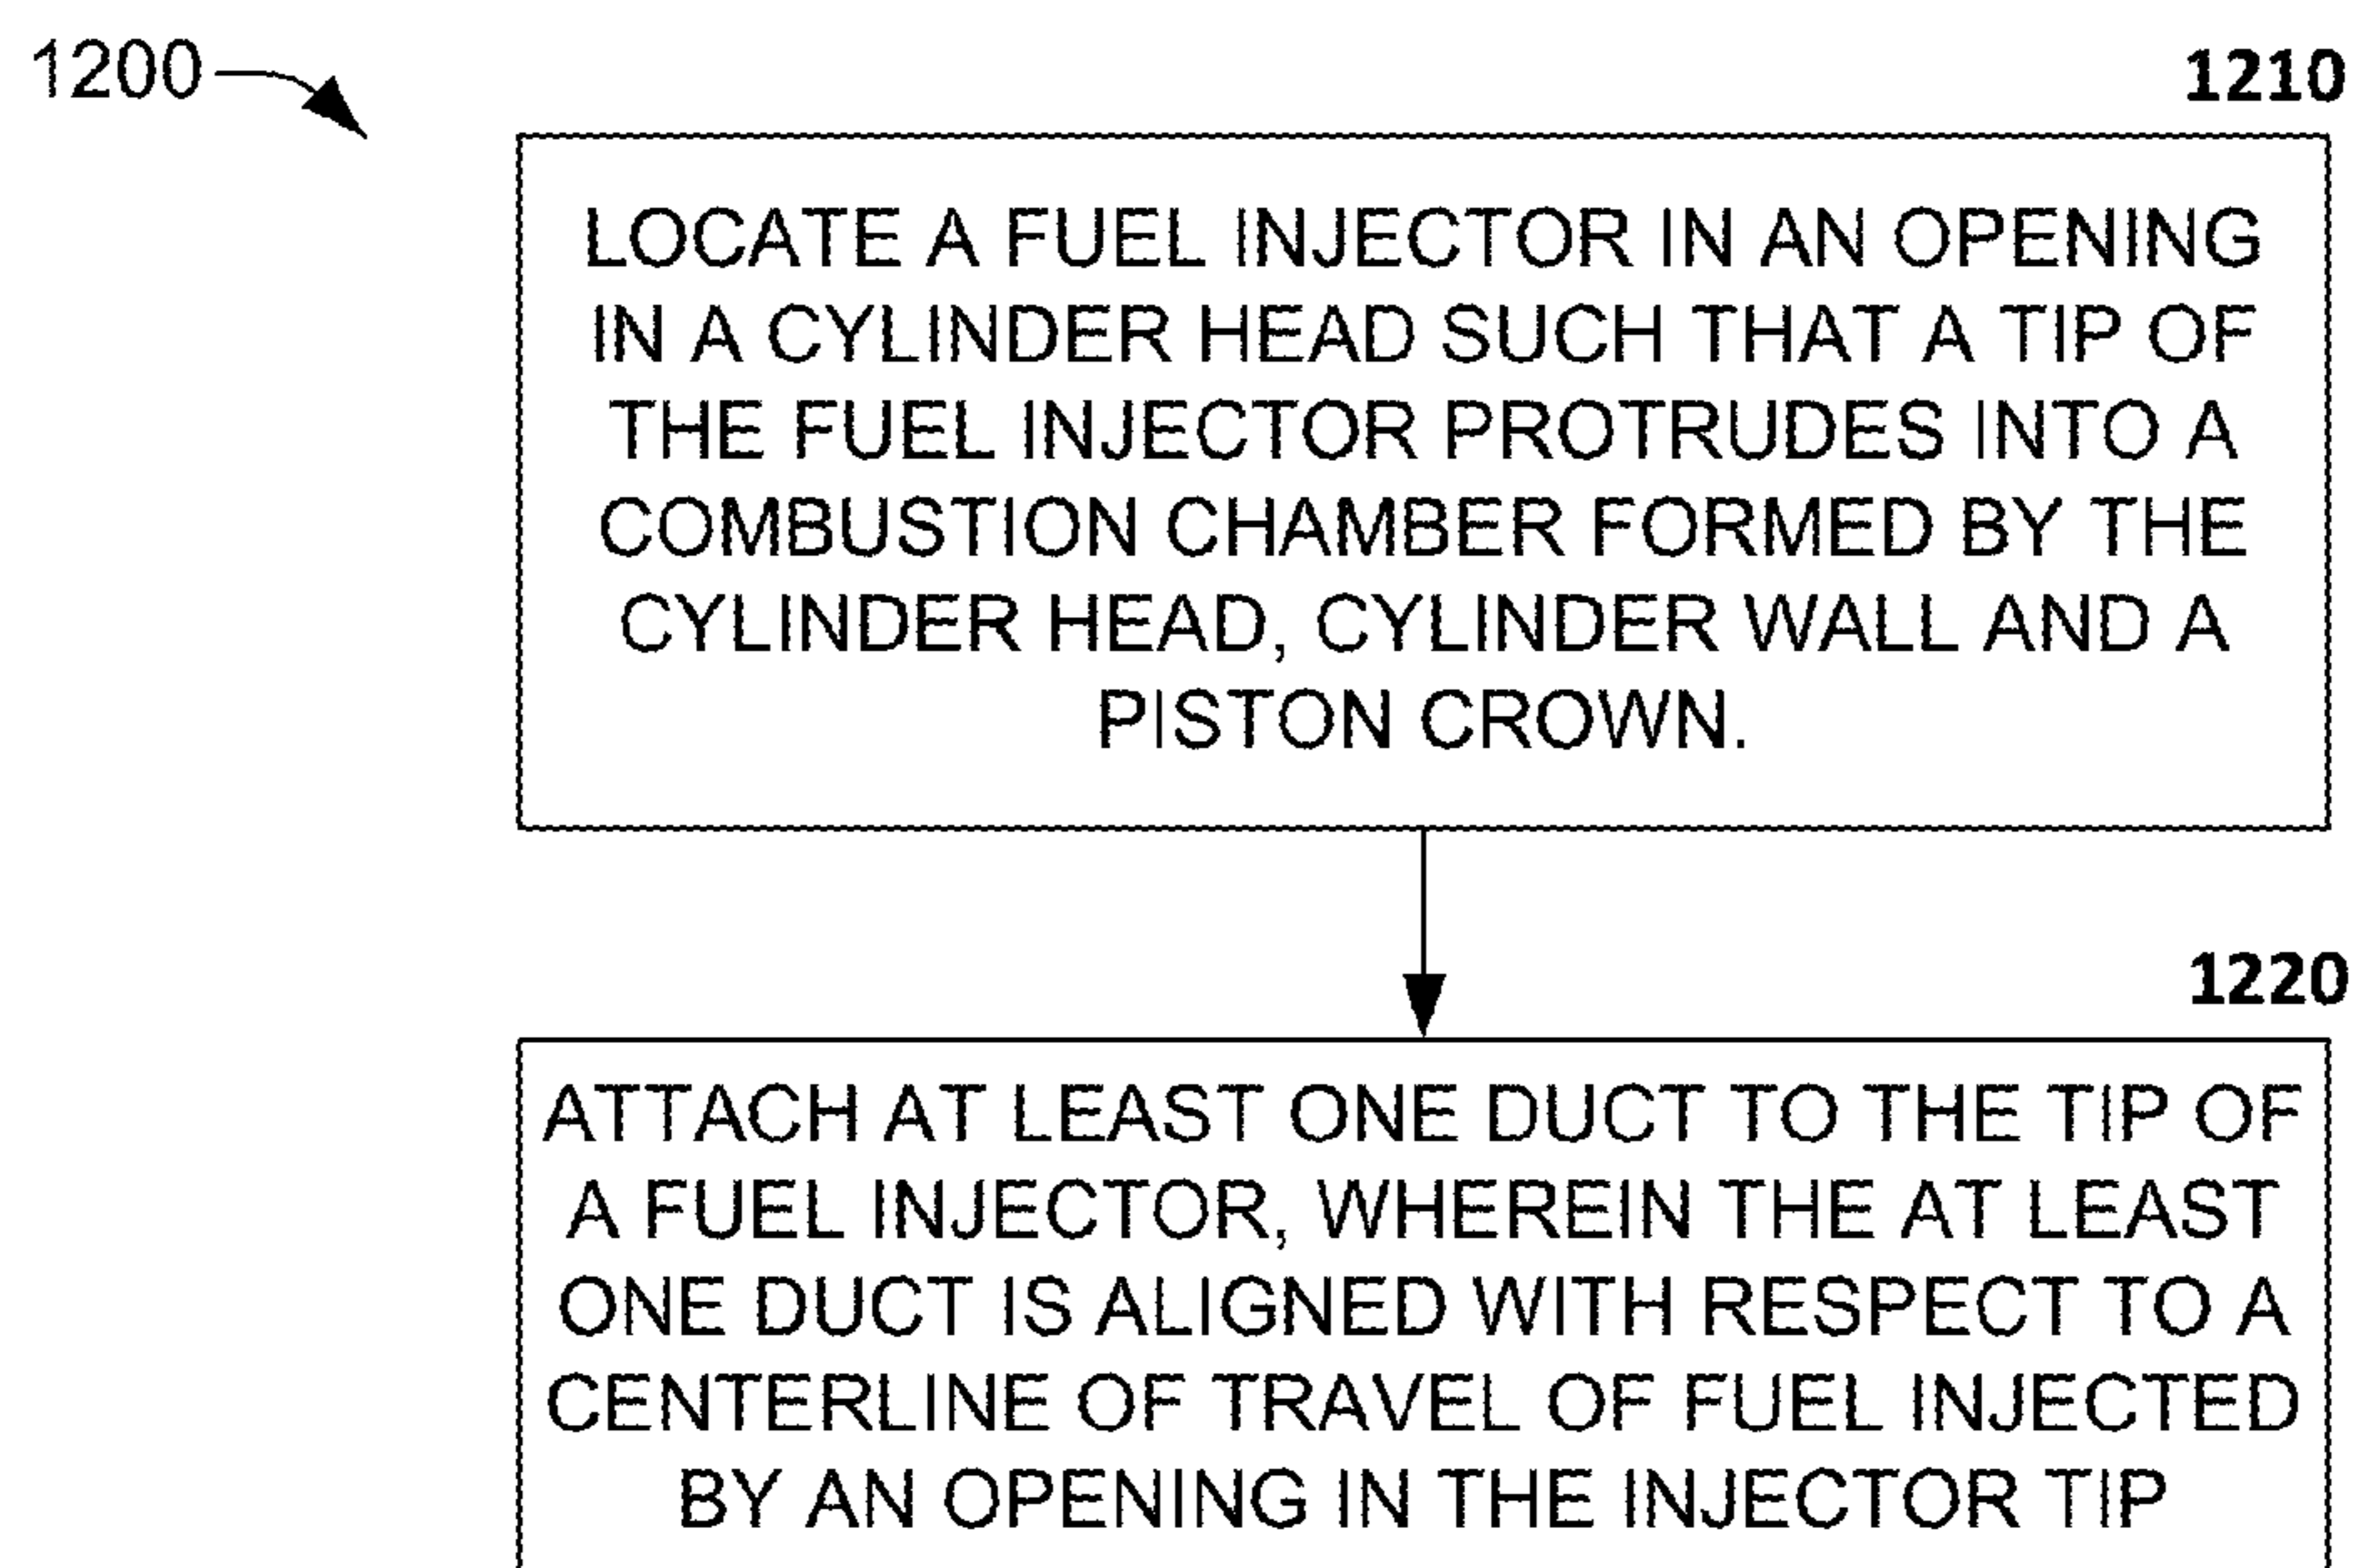 1200
1210
LOCATE A FUEL INJECTOR IN AN OPENING
IN A CYLINDER HEAD SUCH THAT A TIP OF
THE FUEL INJECTOR PROTRUDES INTO A
COMBUSTION CHAMBER FORMED BY THE
CYLINDER HEAD, CYLINDER WALL AND A
PISTON CROWN.
1220
ATTACH AT LEAST ONE DUCT TO THE TIP OF
A FUEL INJECTOR, WHEREIN THE AT LEAST
ONE DUCT IS ALIGNED WITH RESPECT TO A
CENTERLINE OF TRAVEL OF FUEL INJECTED
BY AN OPENING IN THE INJECTOR TIP